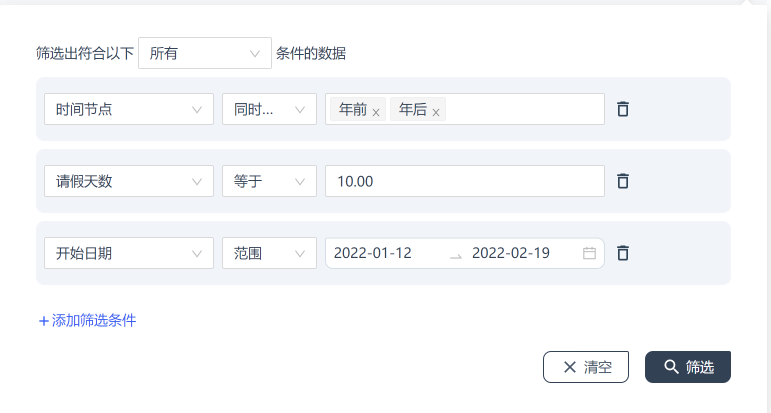 筛选出符合以下 所有 条件的数据
时间节点 同时... 年前 x 年后 x
请假天数 等于 10.00
开始日期 范围 2022-01-12 → 2022-02-19
+添加筛选条件
清空 筛选